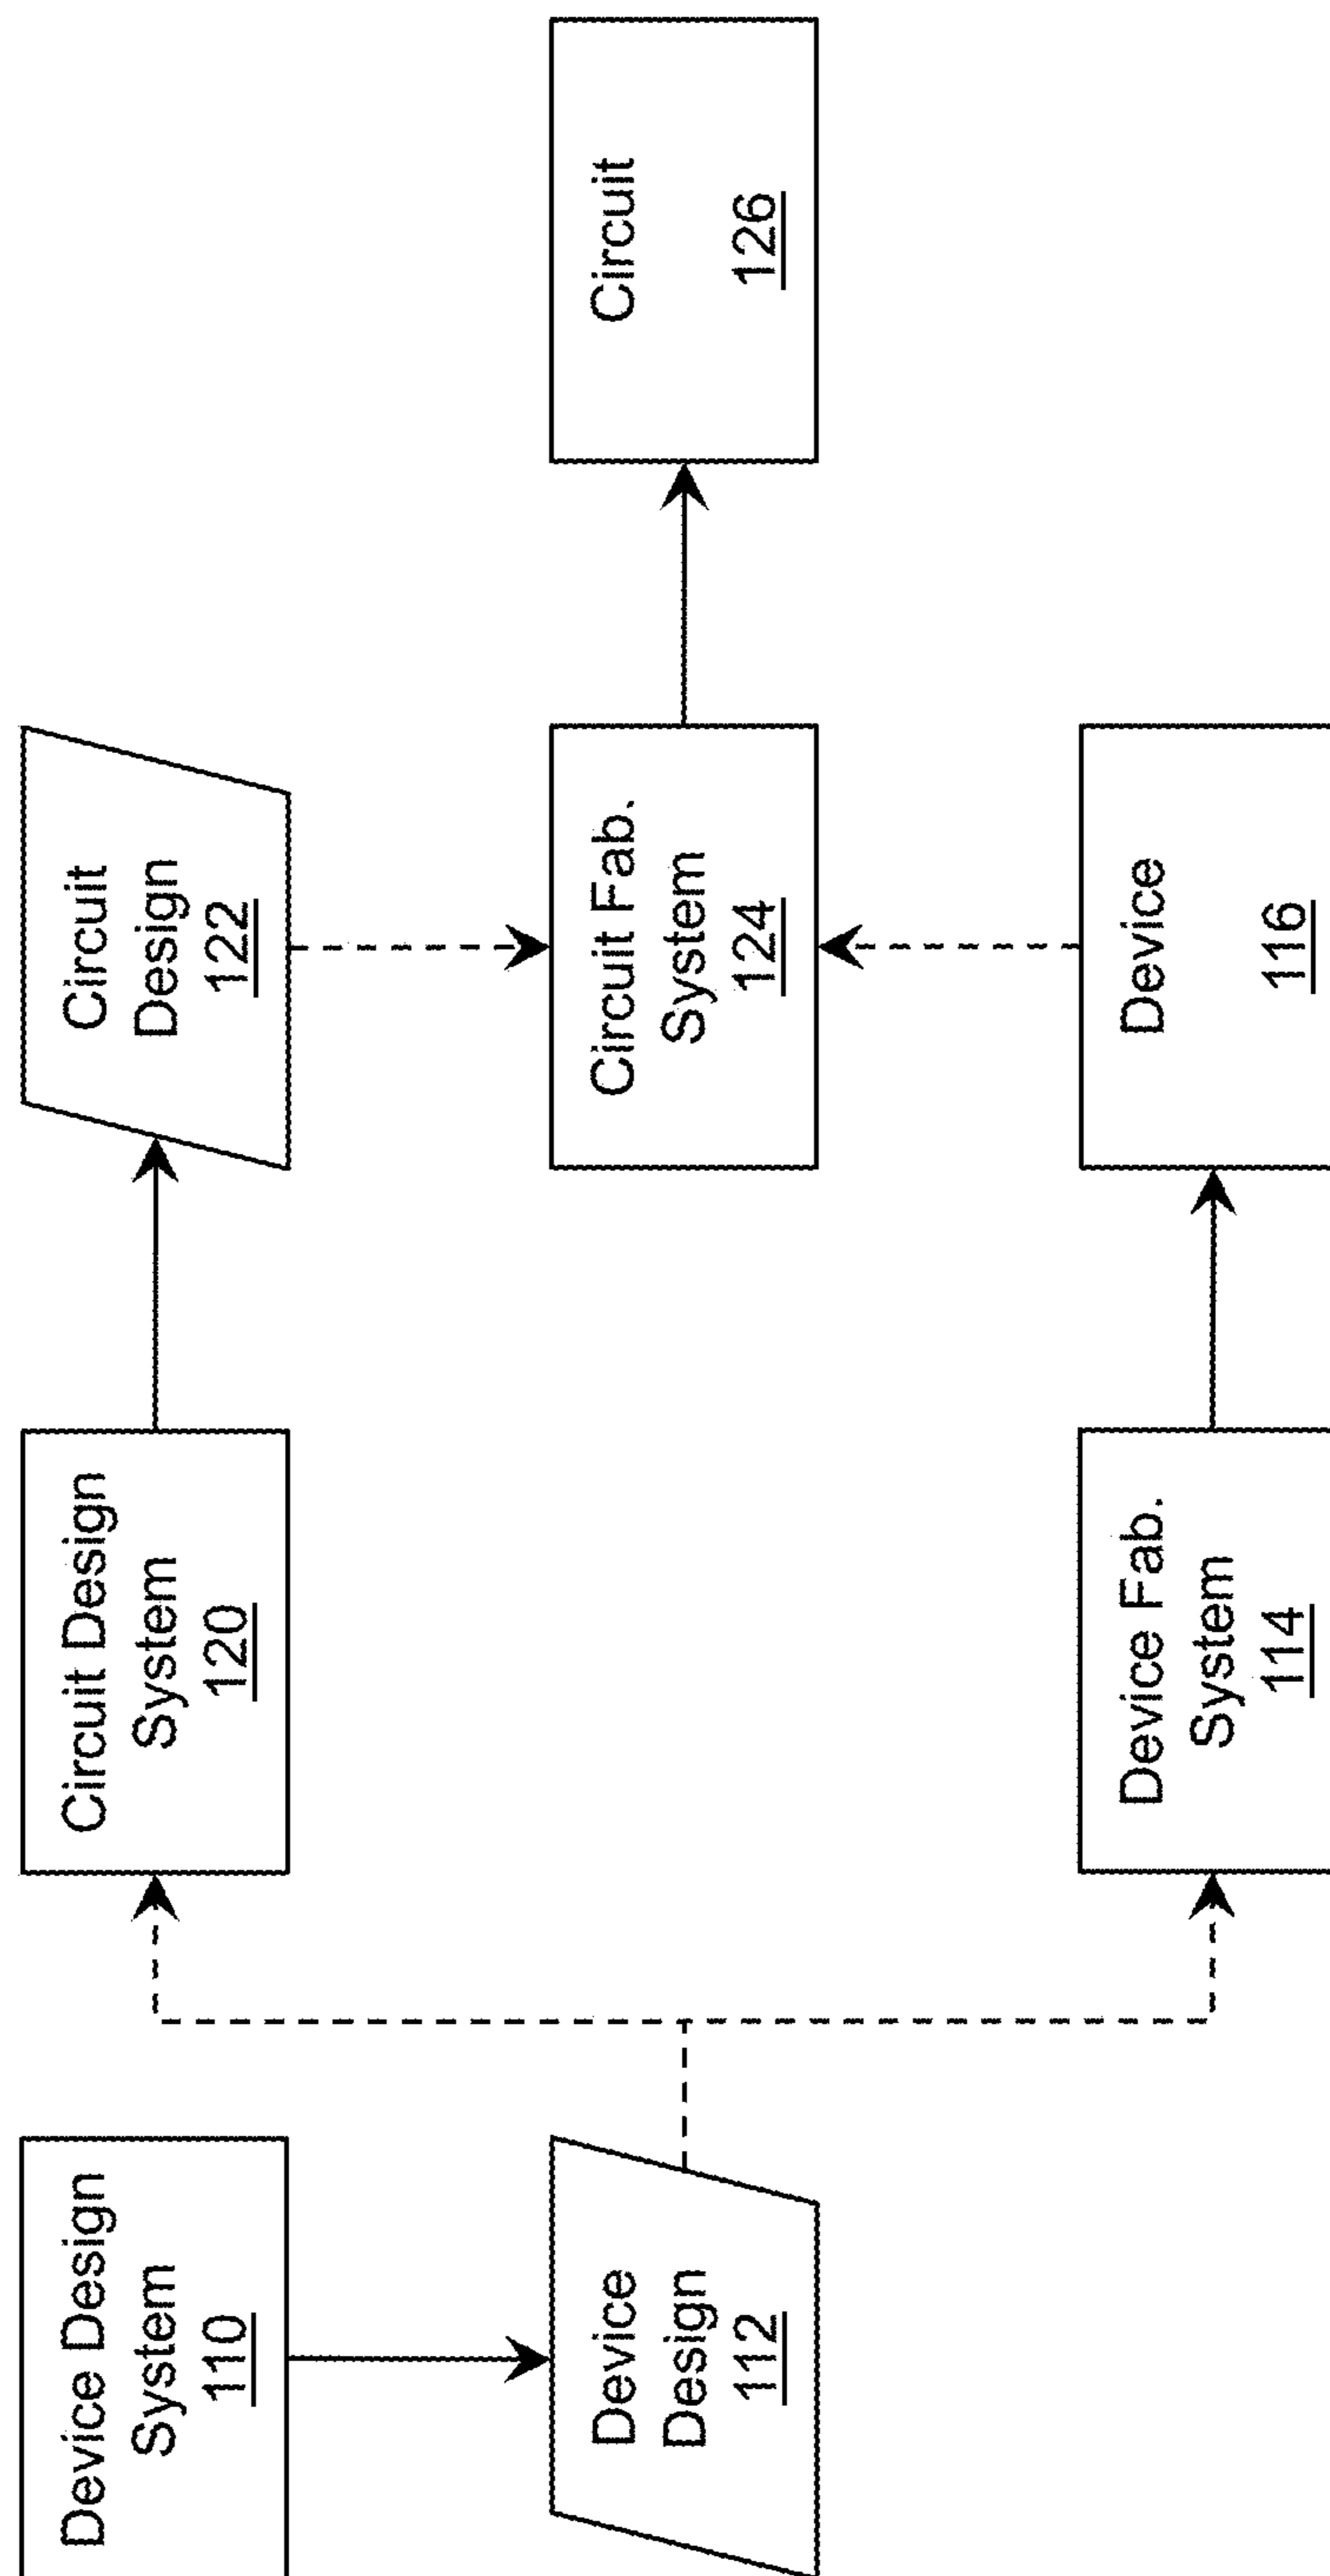 Device Design
System
110
Device
Design
112
Circuit Design
System
120
Device Fab.
System
114
Circuit
Design
122
Circuit Fab.
System
124
Device
116
Circuit
126